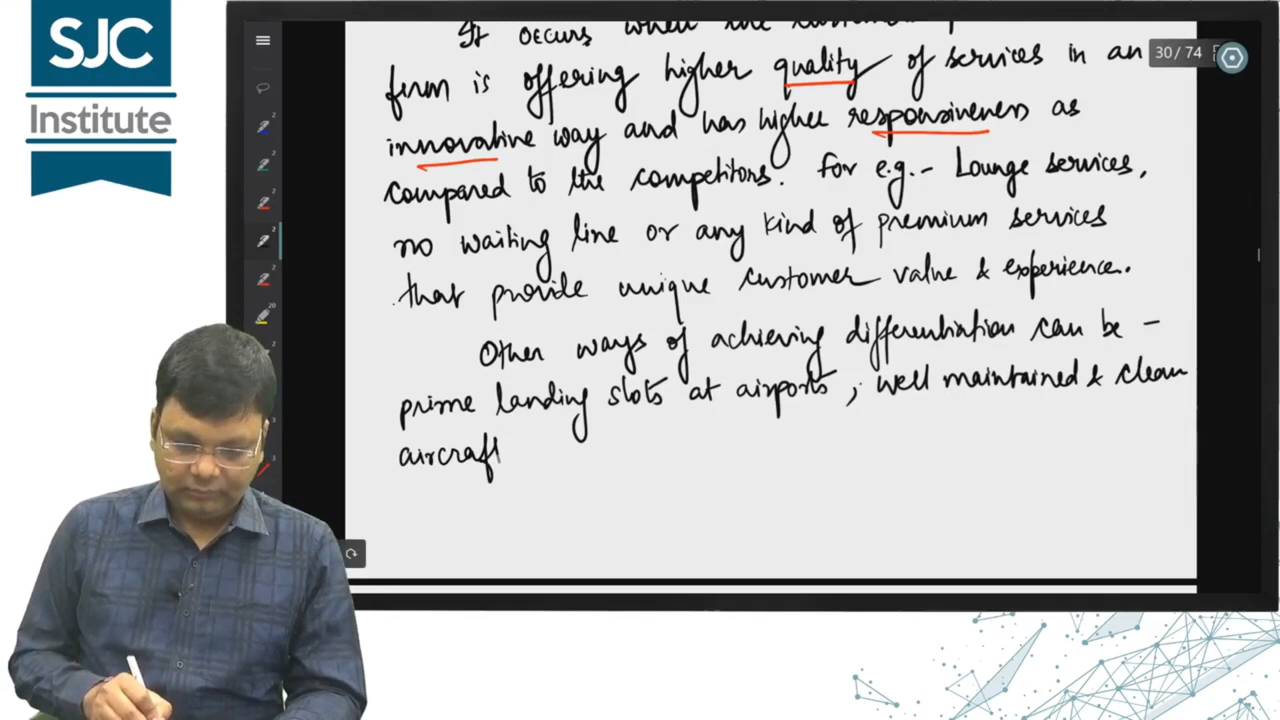 SJC
Institute
30 / 74
It occurs when the customer
firm is offering higher quality of services in an
innovative way and has higher responsiveness as
compared to the competitors. For e.g.- Lounge services,
no waiting line or any kind of premium services
that provide unique customer value & experience.
Other ways of achieving differentiation can be -
prime landing slots at airports, well maintained & clean
aircraft